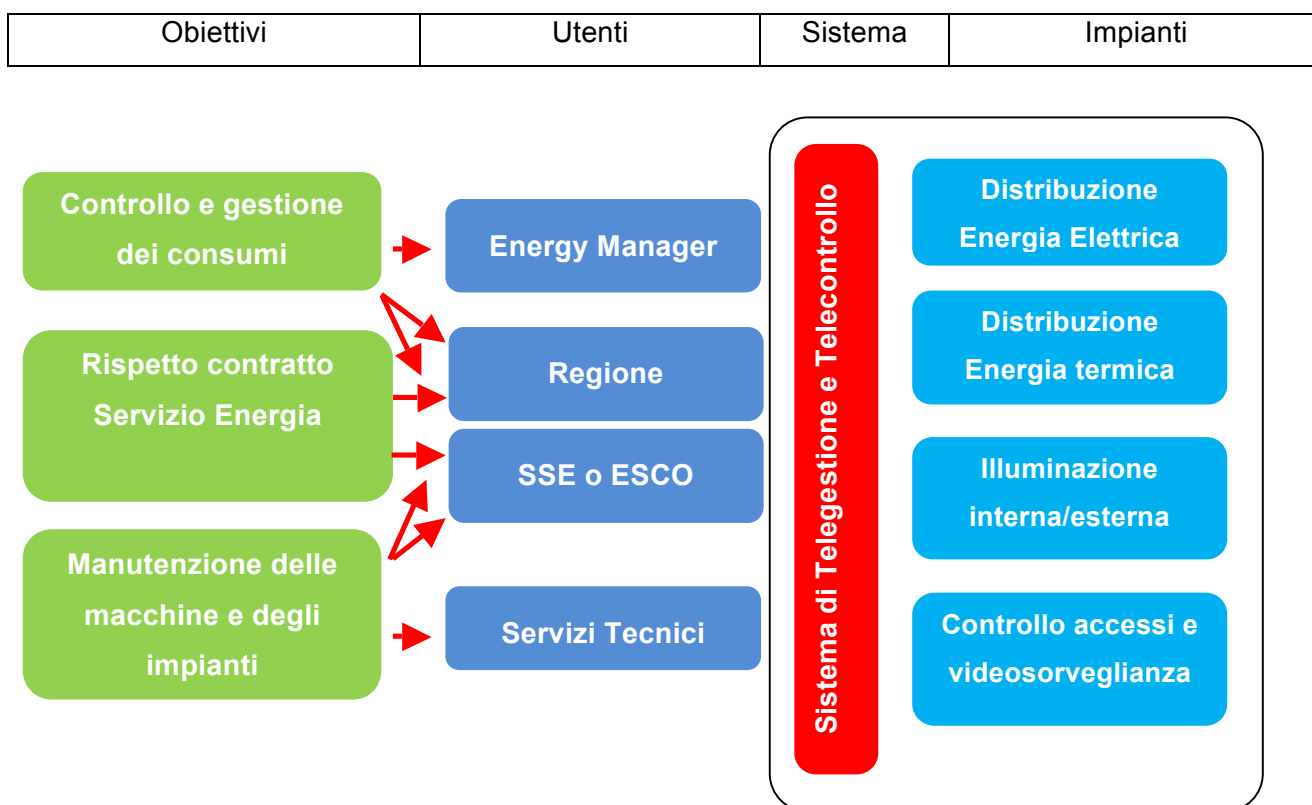 Obiettivi
Utenti
Sistema
Impianti
Controllo e gestione
dei consumi
Rispetto contratto
Servizio Energia
Manutenzione delle
macchine e degli
impianti
Energy Manager
Regione
SSE o ESCO
Servizi Tecnici
Sistema di Telegestione e Telecontrollo
Distribuzione
Energia Elettrica
Distribuzione
Energia termica
Illuminazione
interna/esterna
Controllo accessi e
videosorveglianza